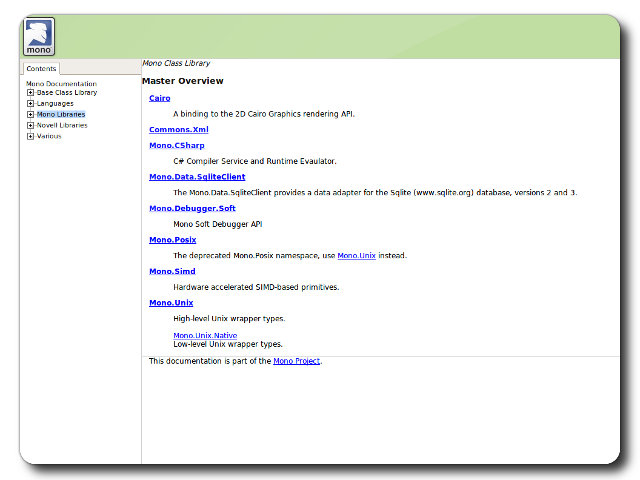 mono
Contents
Mono Documentation
Base Class Library
Languages
Mono Libraries
Novell Libraries
Various
Mono Class Library
Master Overview
Cairo
A binding to the 2D Cairo Graphics rendering API.
Commons.Xml
Mono.CSharp
C# Compiler Service and Runtime Evaulator.
Mono.Data.SqliteClient
The Mono.Data.SqliteClient provides a data adapter for the Sqlite (www.sqlite.org) database, versions 2 and 3.
Mono.Debugger.Soft
Mono Soft Debugger API
Mono.Posix
The deprecated Mono.Posix namespace, use Mono.Unix instead.
Mono.Simd
Hardware accelerated SIMD-based primitives.
Mono.Unix
High-level Unix wrapper types.
Mono.Unix.Native
Low-level Unix wrapper types.
This documentation is part of the Mono Project.